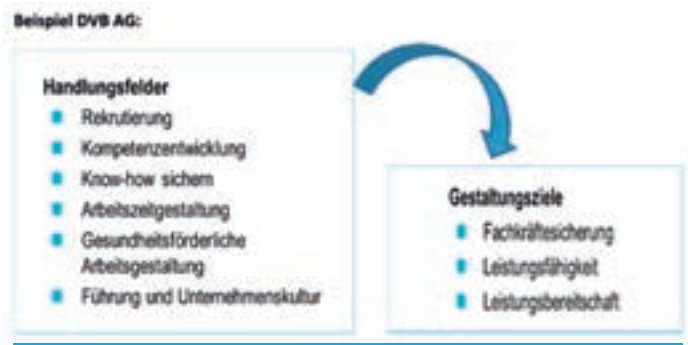 Beispiel DVB AG:
Handlungsfelder
Rekrutierung
Kompetenzentwicklung
Know-how sichern
Arbeitszeitgestaltung
Gesundheitsförderliche
Arbeitsgestaltung
Führung und Unternehmenskultur
Gestaltungsziele
Fachkräftesicherung
Leistungsfähigkeit
Leistungsbereitschaft